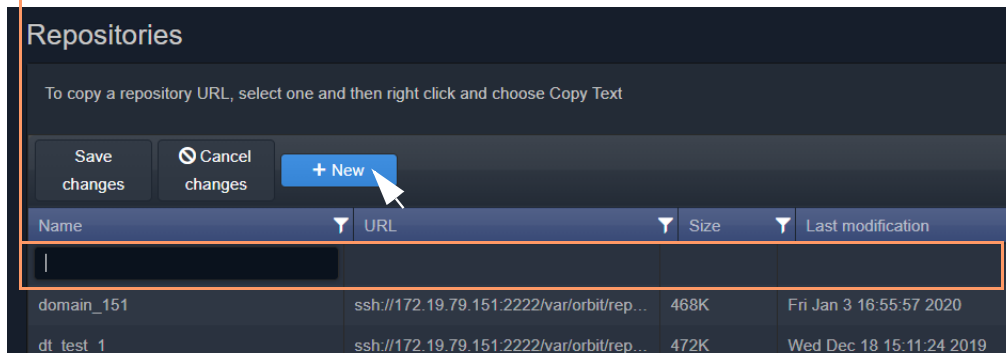 Repositories
To copy a repository URL, select one and then right click and choose Copy Text
Save changes
Cancel changes
+ New
Name URL Size Last modification
domain_151 ssh://172.19.79.151:2222/var/orbit/rep... 468K Fri Jan 3 16:55:57 2020
dt_test_1 ssh://172.19.79.151:2222/var/orbit/rep... 472K Wed Dec 18 15:11:24 2019